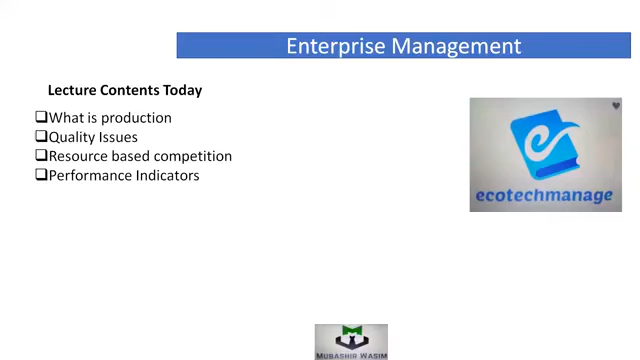 Enterprise Management
Lecture Contents Today
What is production
Quality Issues
Resource based competition
Performance Indicators
ecotechmanage
MUBASHIR WASIM